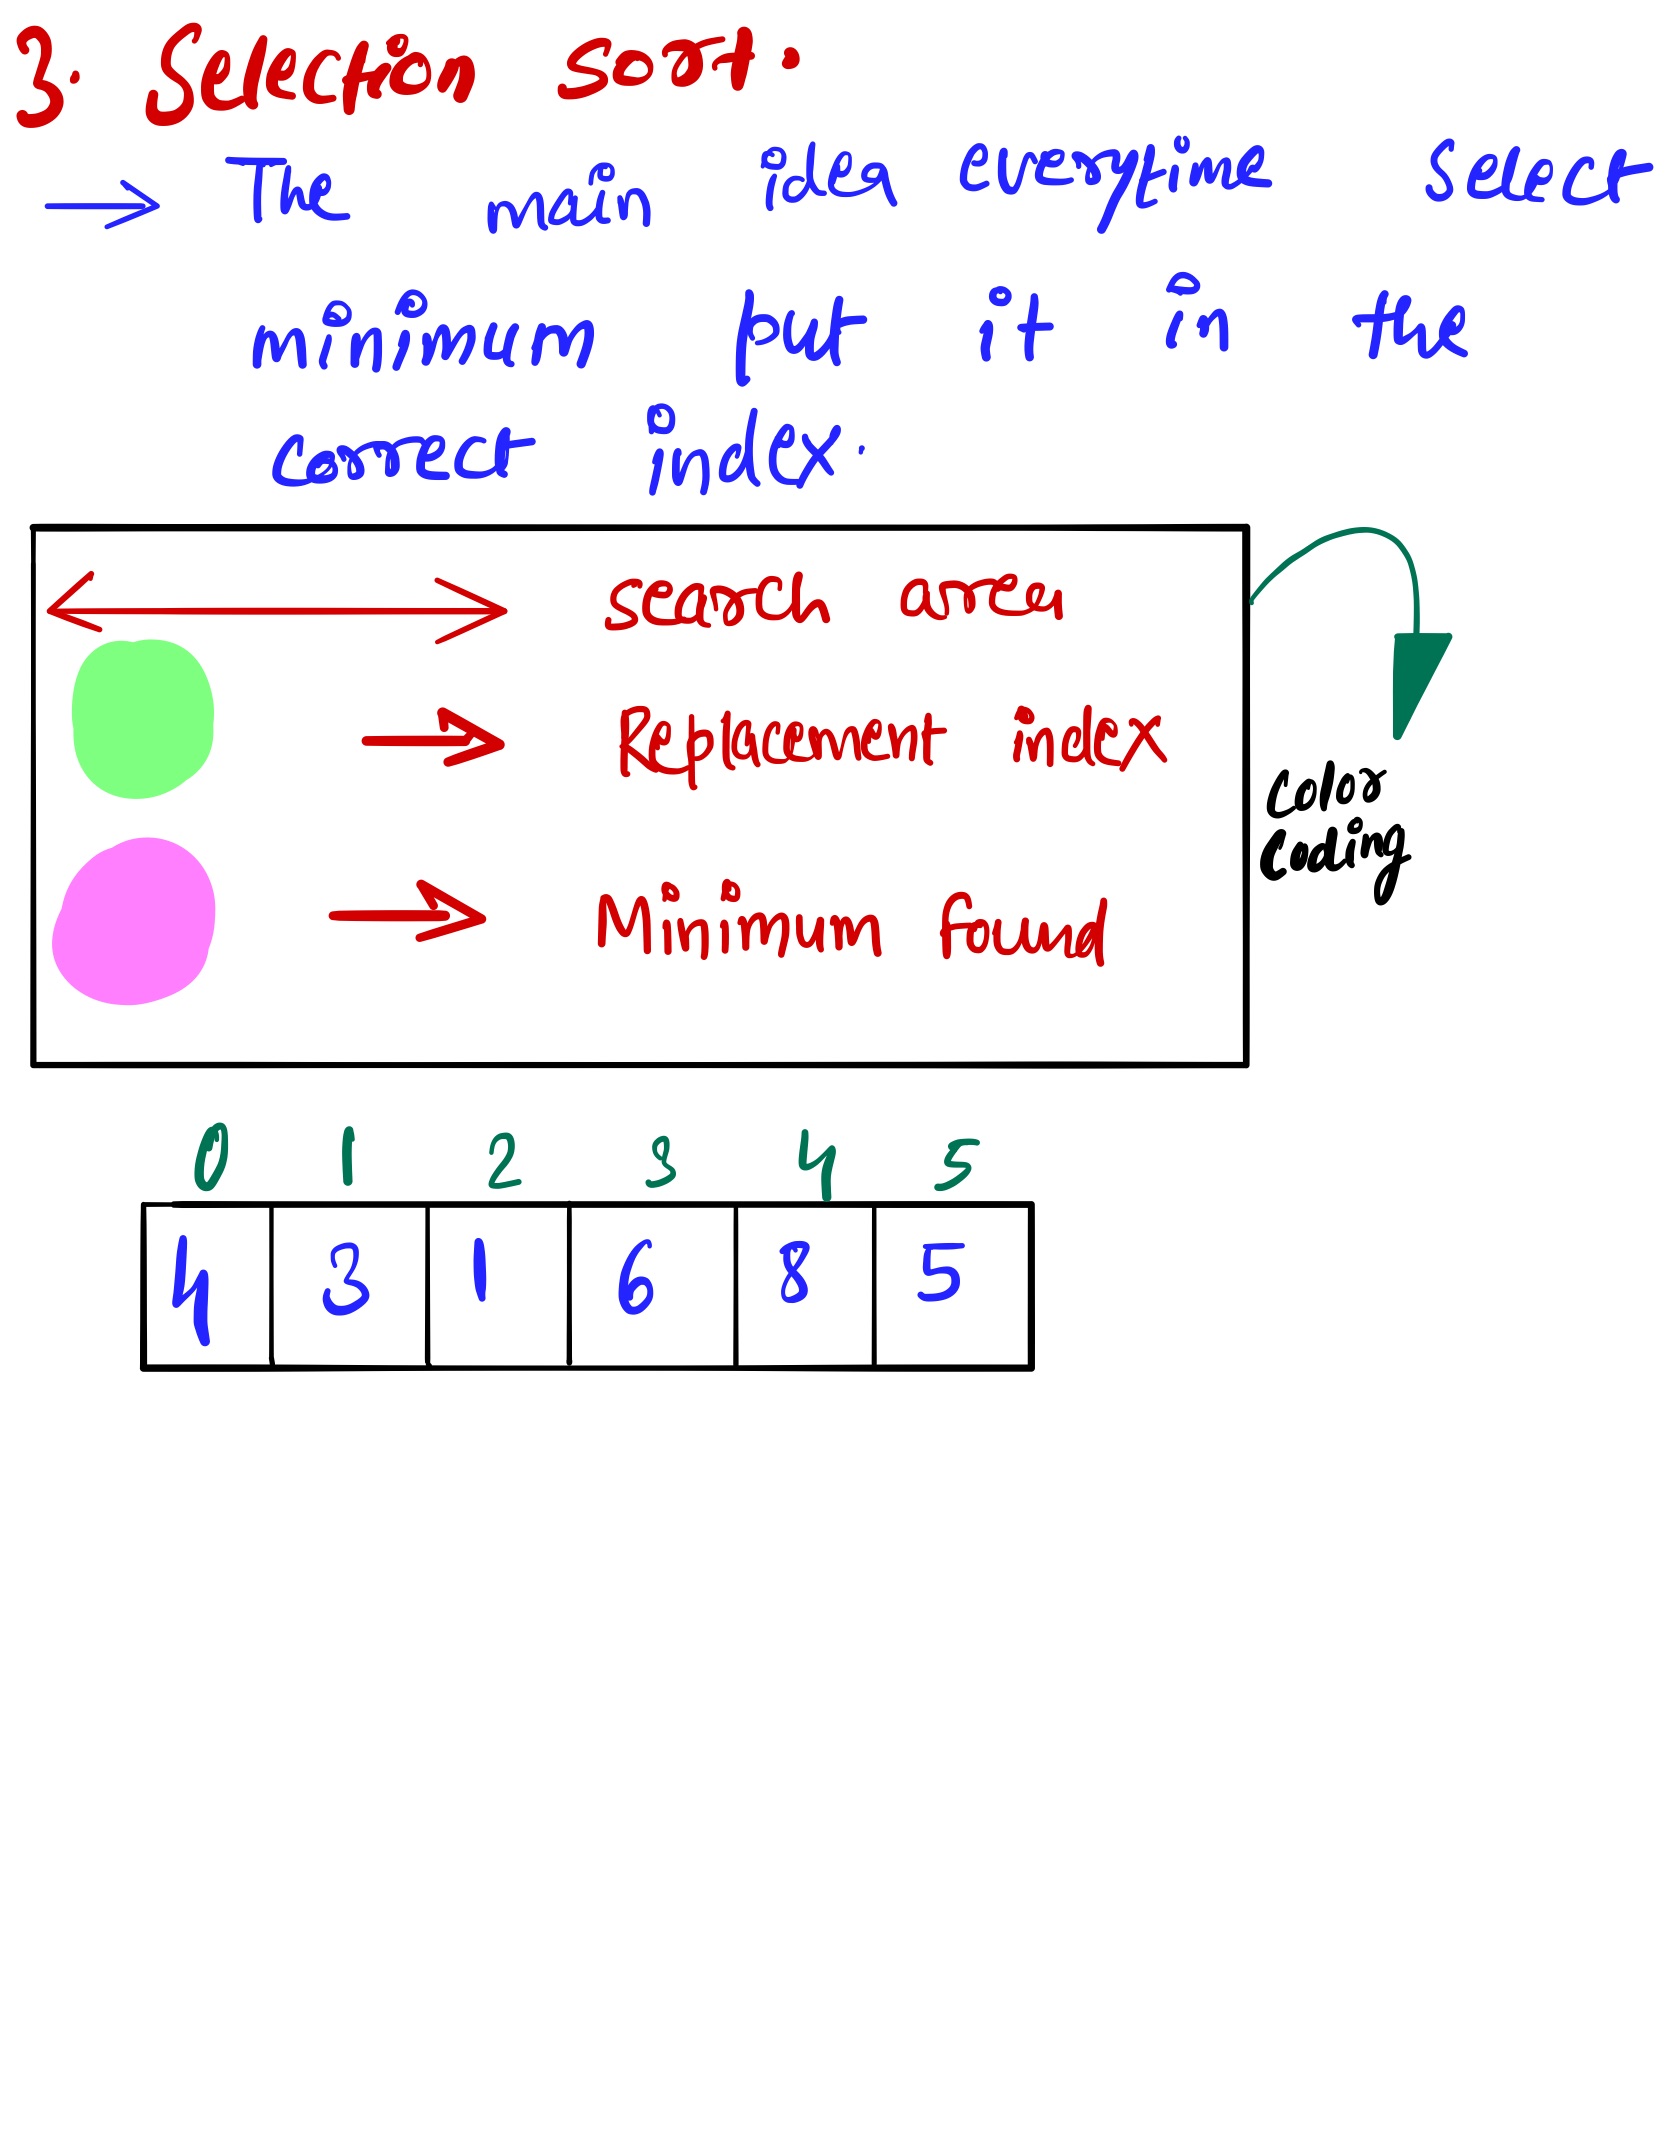 3. Selection sort.
→ The main idea everytime select
minimum put it in the
correct index.
search area
→ Replacement index
Color
Coding
→ Minimum found
0 1 2 3 4 5
4 3 1 6 8 5